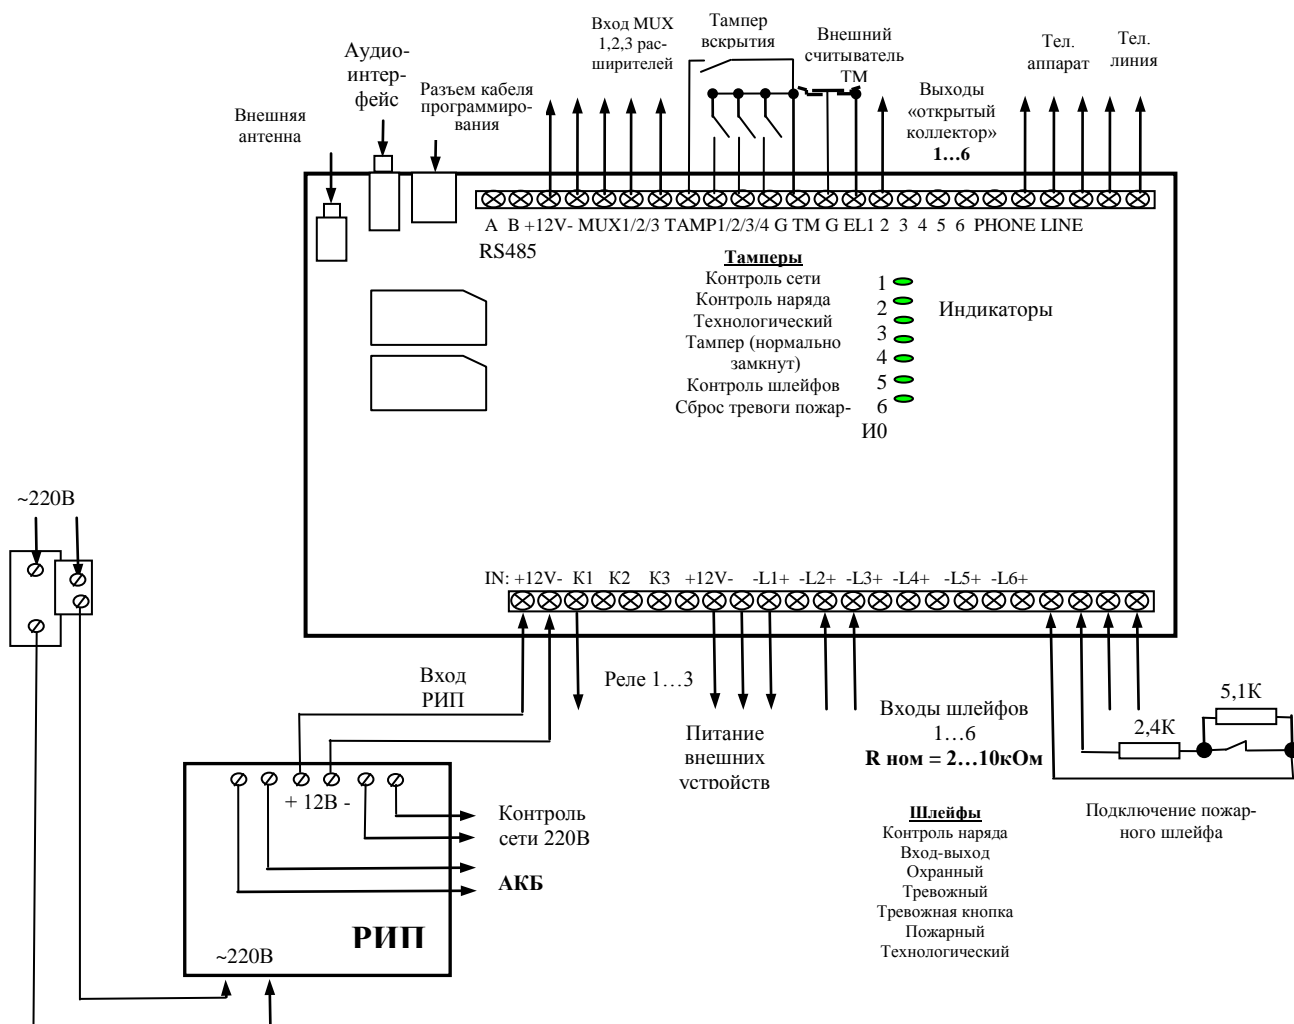 Вход MUX
1,2,3 рас-
ширителей
Тампер
вскрытия
Внешний
считыватель
ТМ
Тел.
аппарат
Тел.
линия
Аудио-
интер-
фейс
Разъем кабеля
программиро-
вания
Внешняя
антенна
Выходы
«открытый
коллектор»
1…6
A B +12V- MUX1/2/3 TAMP1/2/3/4 G TM G EL1 2 3 4 5 6 PHONE LINE
RS485
Тамперы
Контроль сети
Контроль наряда
Технологический
Тампер (нормально
замкнут)
Контроль шлейфов
Сброс тревоги пожар-
1
2
3
4
5
6
И0
Индикаторы
~220В
IN: +12V- К1 К2 К3 +12V- -L1+ -L2+ -L3+ -L4+ -L5+ -L6+
Вход
РИП
Реле 1…3
Питание
внешних
устройств
Входы шлейфов
1…6
R ном = 2…10кОм
5,1К
2,4К
Подключение пожар-
ного шлейфа
+ 12В -
Контроль
сети 220В
АКБ
РИП
~220В
Шлейфы
Контроль наряда
Вход-выход
Охранный
Тревожный
Тревожная кнопка
Пожарный
Технологический